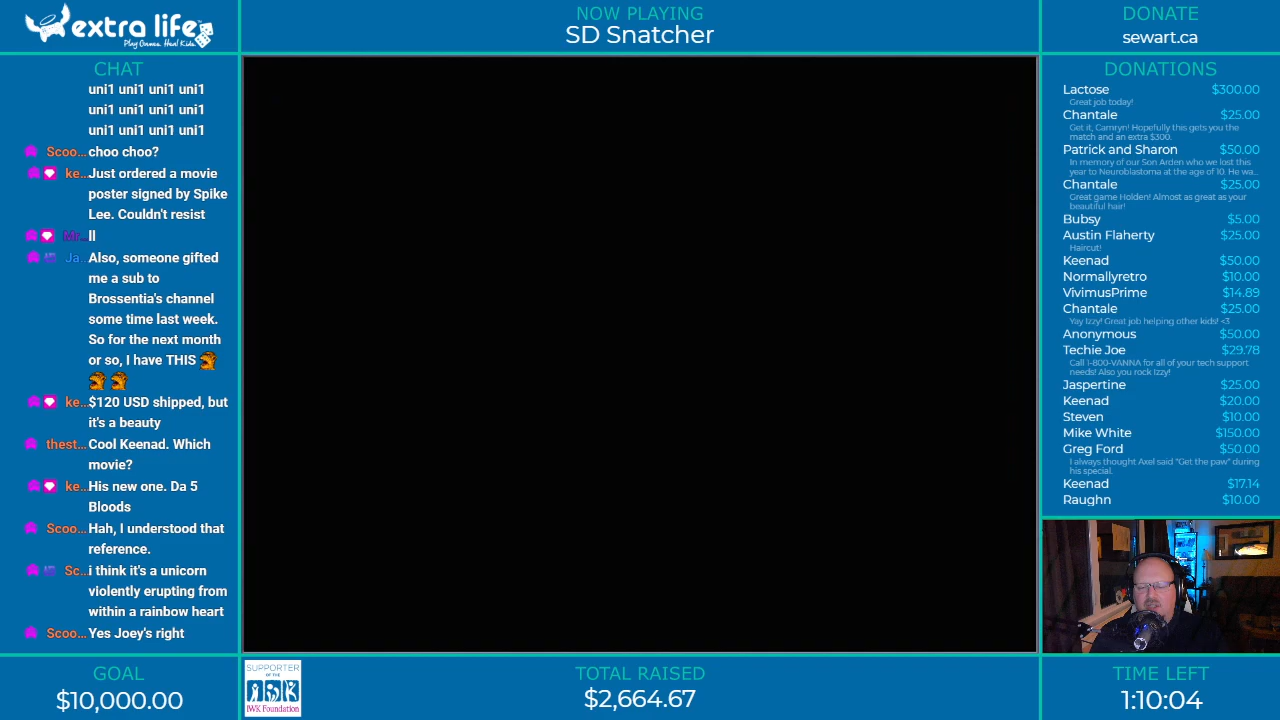 extra life
Play Games. Heal Kids.
NOW PLAYING
SD Snatcher
DONATE
sewart.ca
CHAT
uni1 uni1 uni1 uni1
uni1 uni1 uni1 uni1
uni1 uni1 uni1 uni1
Scoo... choo choo?
ke... Just ordered a movie
poster signed by Spike
Lee. Couldn't resist
Mr... ll
Ja... Also, someone gifted
me a sub to
Brossentia's channel
some time last week.
So for the next month
or so, I have THIS
ke... $120 USD shipped, but
it's a beauty
thest... Cool Keenad. Which
movie?
ke... His new one. Da 5
Bloods
Scoo... Hah, I understood that
reference.
Sc... i think it's a unicorn
violently erupting from
within a rainbow heart
Scoo... Yes Joey's right
DONATIONS
Lactose $300.00
Great job today!
Chantale $25.00
Get it, Camryn! Hopefully this gets you the
match and an extra $300.
Patrick and Sharon $50.00
In memory of our Son Arden who we lost this
year to Neuroblastoma at the age of 10. He wa...
Chantale $25.00
Great game Holden! Almost as great as your
beautiful hair!
Bubsy $5.00
Austin Flaherty $25.00
Haircut!
Keenad $50.00
Normallyretro $10.00
VivimusPrime $14.89
Chantale $25.00
Yay Izzy! Great job helping other kids! <3
Anonymous $50.00
Techie Joe $29.78
Call 1-800-VANNA for all of your tech support
needs! Also you rock Izzy!
Jaspertine $25.00
Keenad $20.00
Steven $10.00
Mike White $150.00
Greg Ford $50.00
I always thought Axel said "Get the paw" during
his special.
Keenad $17.14
Raughn $10.00
GOAL
$10,000.00
SUPPORTER
OF THE
IWK Foundation
TOTAL RAISED
$2,664.67
TIME LEFT
1:10:04